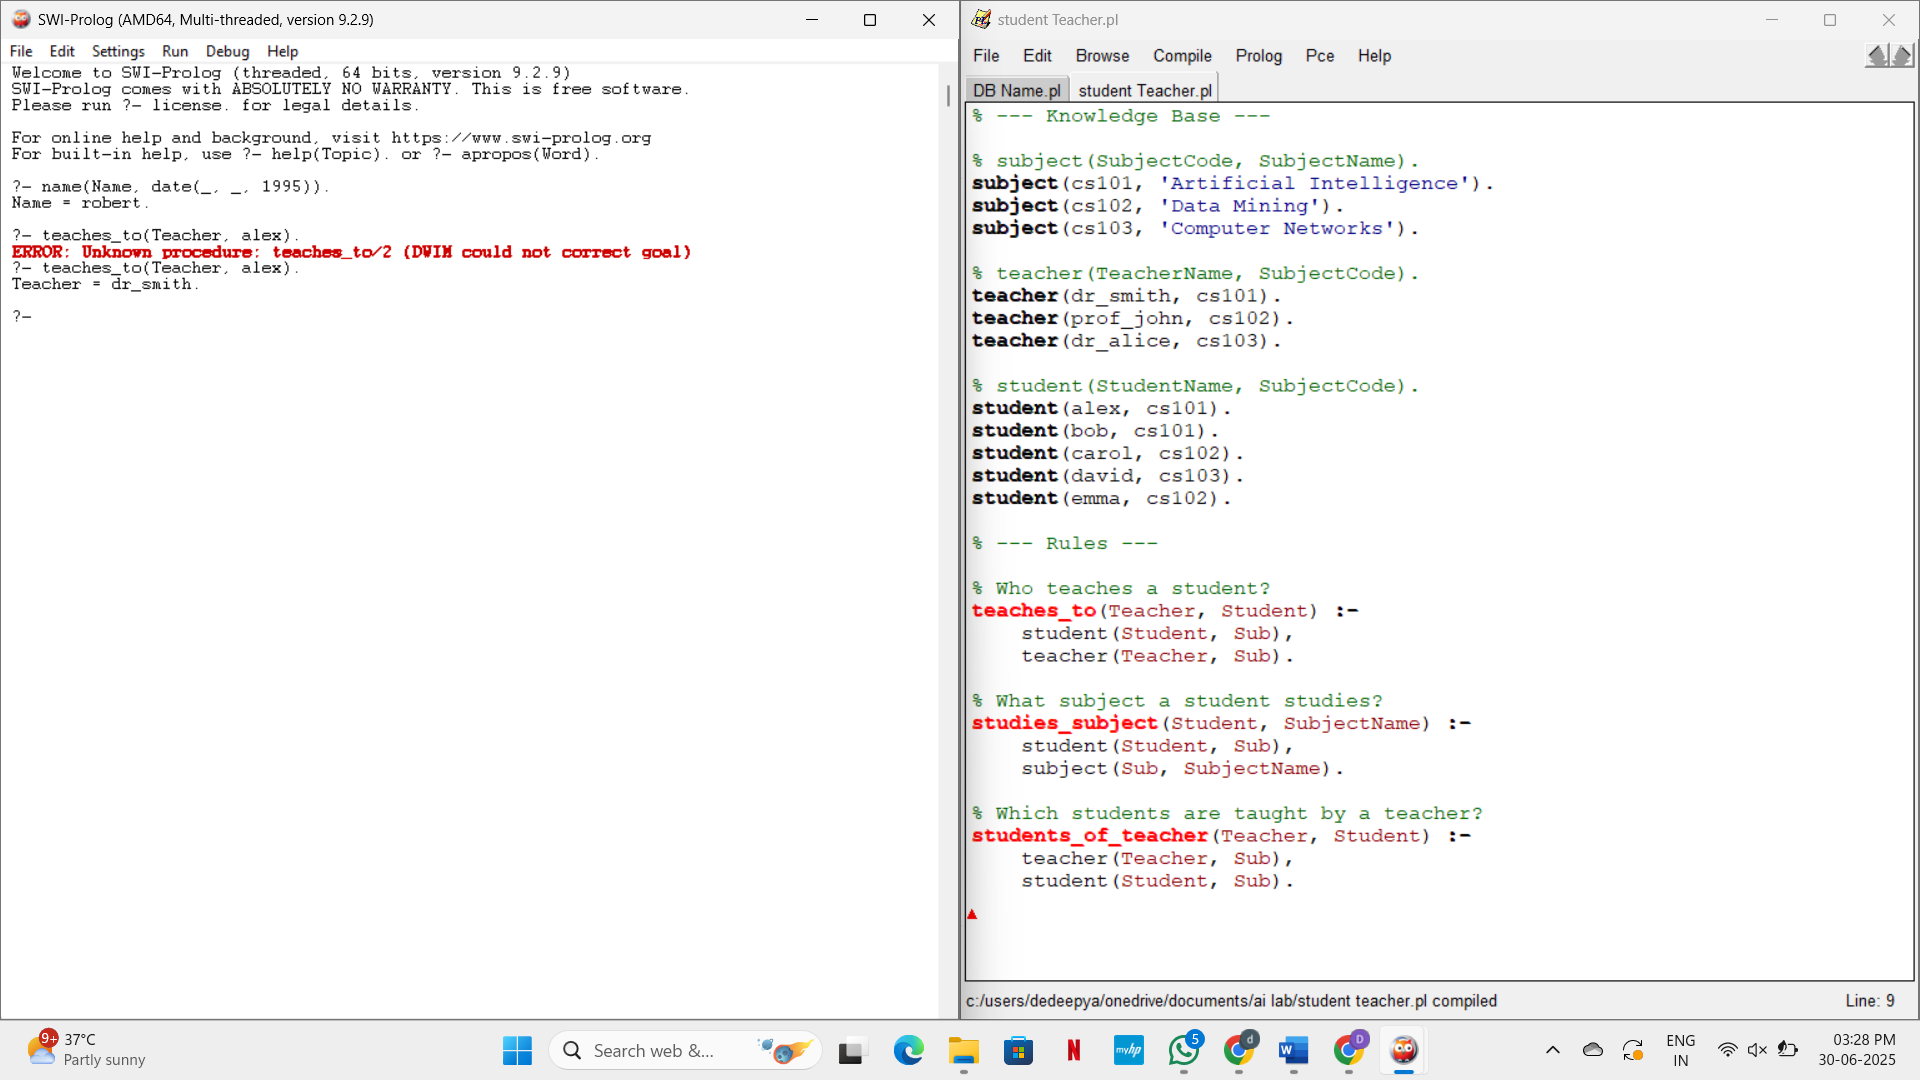 SWI-Prolog (AMD64, Multi-threaded, version 9.2.9)
File Edit Settings Run Debug Help
Welcome to SWI-Prolog (threaded, 64 bits, version 9.2.9)
SWI-Prolog comes with ABSOLUTELY NO WARRANTY. This is free software.
Please run ?- license. for legal details.
For online help and background, visit https://www.swi-prolog.org
For built-in help, use ?- help(Topic). or ?- apropos(Word).
?- name(Name, date(_, _, 1995)).
Name = robert.
?- teaches_to(Teacher, alex).
ERROR: Unknown procedure: teaches_to/2 (DWIM could not correct goal)
?- teaches_to(Teacher, alex).
Teacher = dr_smith.
?-
student Teacher.pl
File Edit Browse Compile Prolog Pce Help
DB Name.pl student Teacher.pl
% --- Knowledge Base ---
% subject(SubjectCode, SubjectName).
subject(cs101, 'Artificial Intelligence').
subject(cs102, 'Data Mining').
subject(cs103, 'Computer Networks').
% teacher(TeacherName, SubjectCode).
teacher(dr_smith, cs101).
teacher(prof_john, cs102).
teacher(dr_alice, cs103).
% student(StudentName, SubjectCode).
student(alex, cs101).
student(bob, cs101).
student(carol, cs102).
student(david, cs103).
student(emma, cs102).
% --- Rules ---
% Who teaches a student?
teaches_to(Teacher, Student) :-
    student(Student, Sub),
    teacher(Teacher, Sub).
% What subject a student studies?
studies_subject(Student, SubjectName) :-
    student(Student, Sub),
    subject(Sub, SubjectName).
% Which students are taught by a teacher?
students_of_teacher(Teacher, Student) :-
    teacher(Teacher, Sub),
    student(Student, Sub).
c:/users/dedeepya/onedrive/documents/ai lab/student teacher.pl compiled
Line: 9
9+
37°C
Partly sunny
Search web &...
N
myhp
5
d
W
D
ENG
IN
03:28 PM
30-06-2025